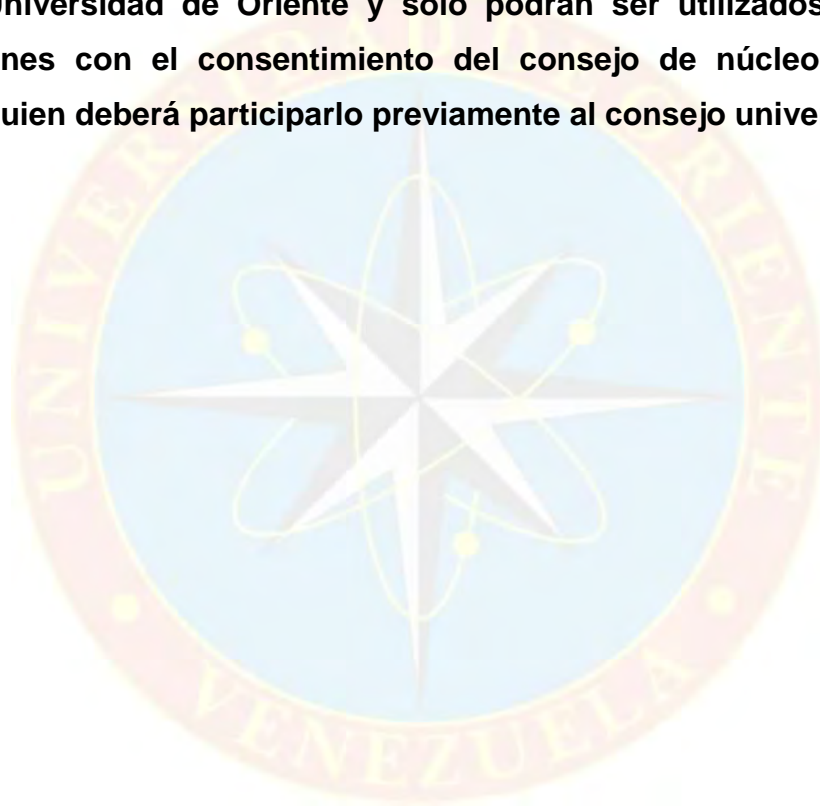 Universidad de Oriente y solo podrán ser utilizados
nes con el consentimiento del consejo de núcleo
uien deberá participarlo previamente al consejo unive
UNIVERSIDAD DE ORIENTE
VENEZUELA